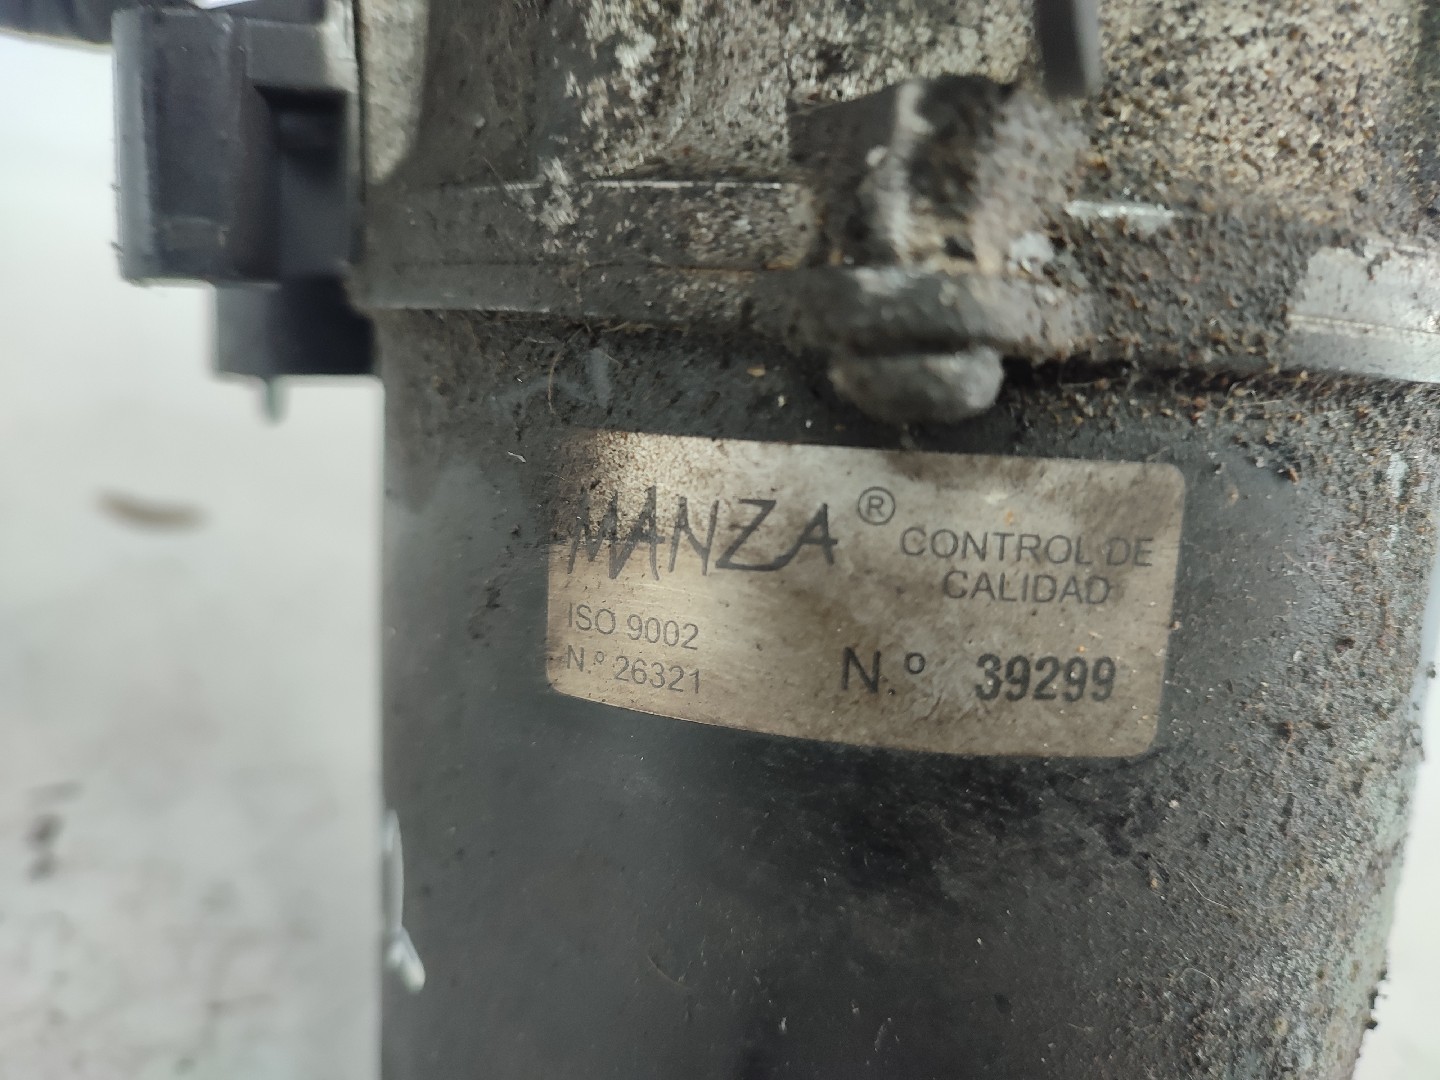 MANZA®
CONTROL DE
CALIDAD
ISO 9002
N.º 26321
N.º 39299